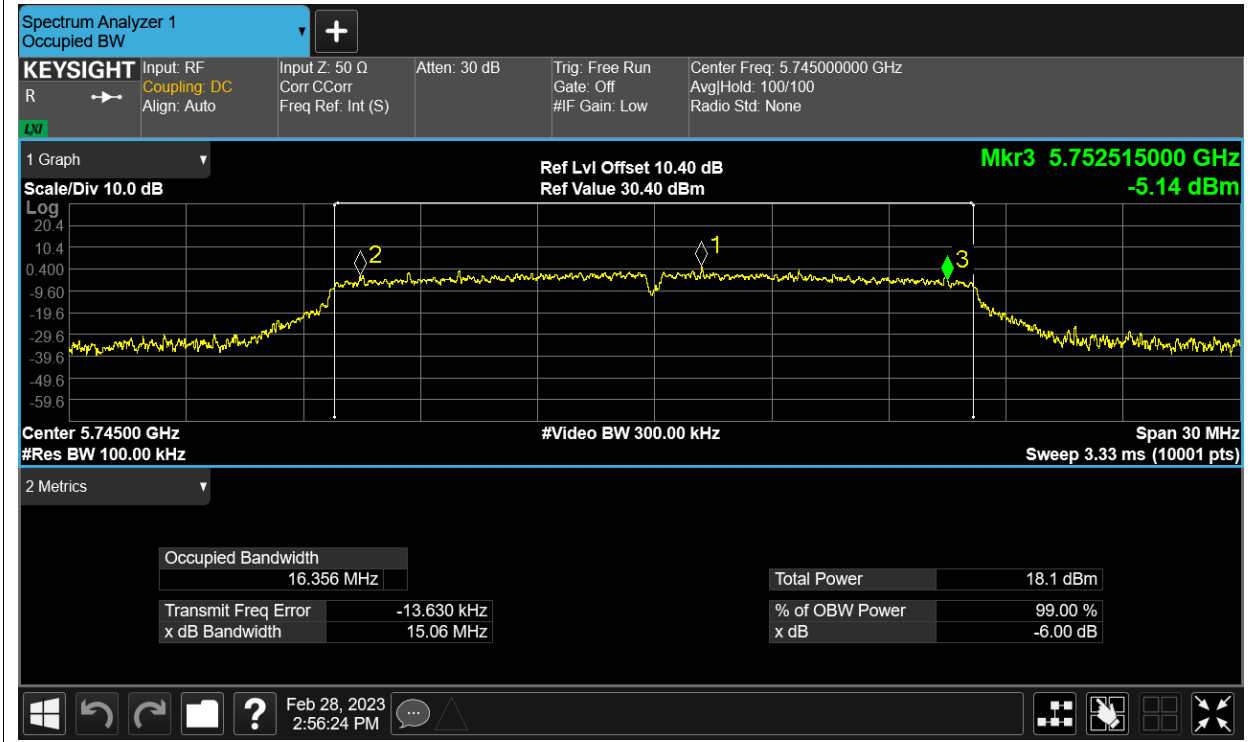 Spectrum Analyzer 1
Occupied BW
KEYSIGHT
R
LXI
Input: RF
Coupling: DC
Align: Auto
Input Z: 50 Ω
Corr CCorr
Freq Ref: Int (S)
Atten: 30 dB
Trig: Free Run
Gate: Off
#IF Gain: Low
Center Freq: 5.745000000 GHz
Avg|Hold: 100/100
Radio Std: None
1 Graph
Scale/Div 10.0 dB
Ref Lvl Offset 10.40 dB
Ref Value 30.40 dBm
Mkr3 5.752515000 GHz
-5.14 dBm
Log
20.4
10.4
0.400
-9.60
-19.6
-29.6
-39.6
-49.6
-59.6
2
1
3
Center 5.74500 GHz
#Video BW 300.00 kHz
Span 30 MHz
#Res BW 100.00 kHz
Sweep 3.33 ms (10001 pts)
2 Metrics
Occupied Bandwidth
16.356 MHz
Total Power 18.1 dBm
Transmit Freq Error -13.630 kHz
% of OBW Power 99.00 %
x dB Bandwidth 15.06 MHz
x dB -6.00 dB
?
Feb 28, 2023
2:56:24 PM